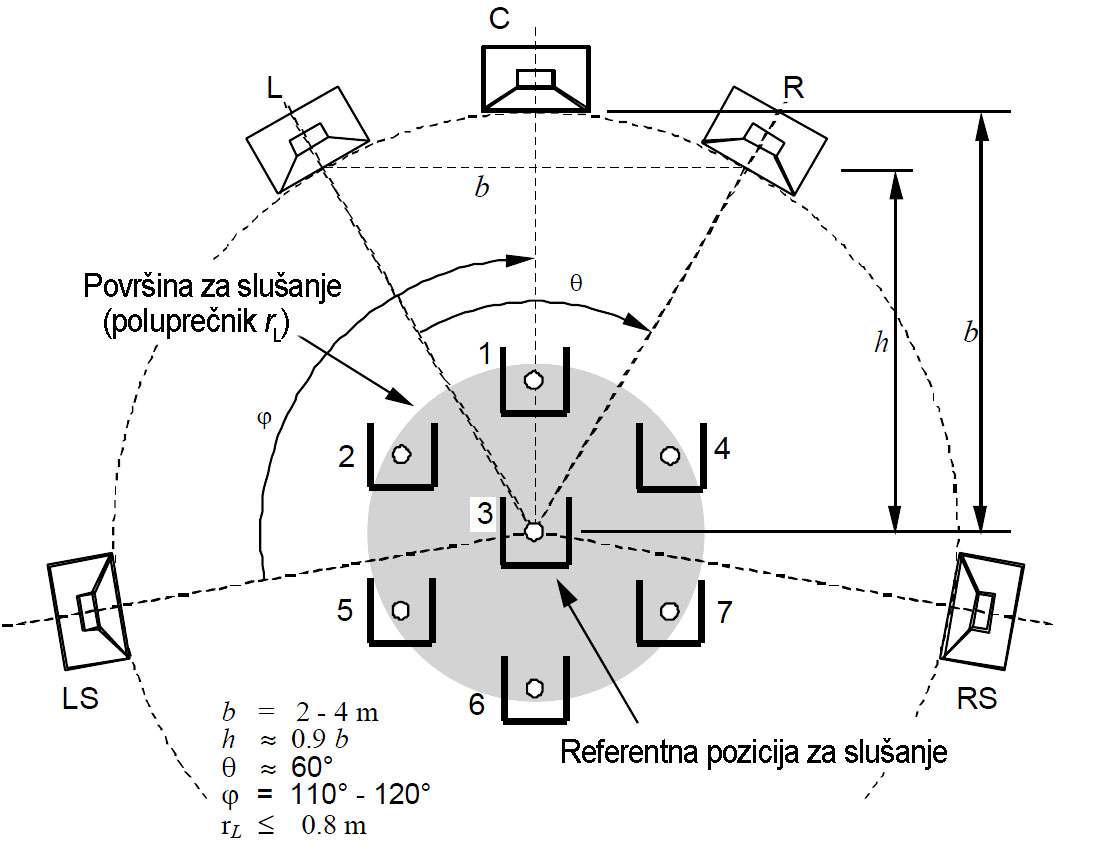 C
L
R
b
Površina za slušanje
(poluprečnik rL)
θ
h
b
φ
1
2
4
3
5
7
6
LS
RS
b = 2 - 4 m
h ≈ 0.9 b
θ ≈ 60°
φ = 110° - 120°
rL ≤ 0.8 m
Referentna pozicija za slušanje